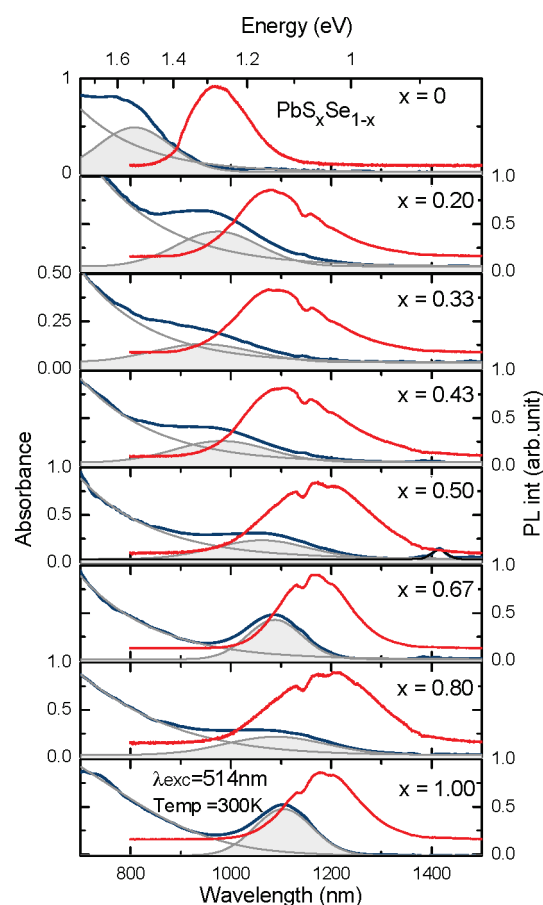 Energy (eV)
1.6 1.4 1.2 1
1
PbSₓSe₁₋ₓ
x = 0
0
1.0
x = 0.20
0.5
0.50
0.0
x = 0.33
0.25
0.00
1.0
x = 0.43
0.5
1.0
0.0
x = 0.50
0.5
0.0
1.0
x = 0.67
0.5
1.0
0.0
x = 0.80
0.5
0.0
1.0
λexc=514nm
x = 1.00
Temp =300K
0.5
0.0
800 1000 1200 1400
Wavelength (nm)
Absorbance
PL int (arb.unit)